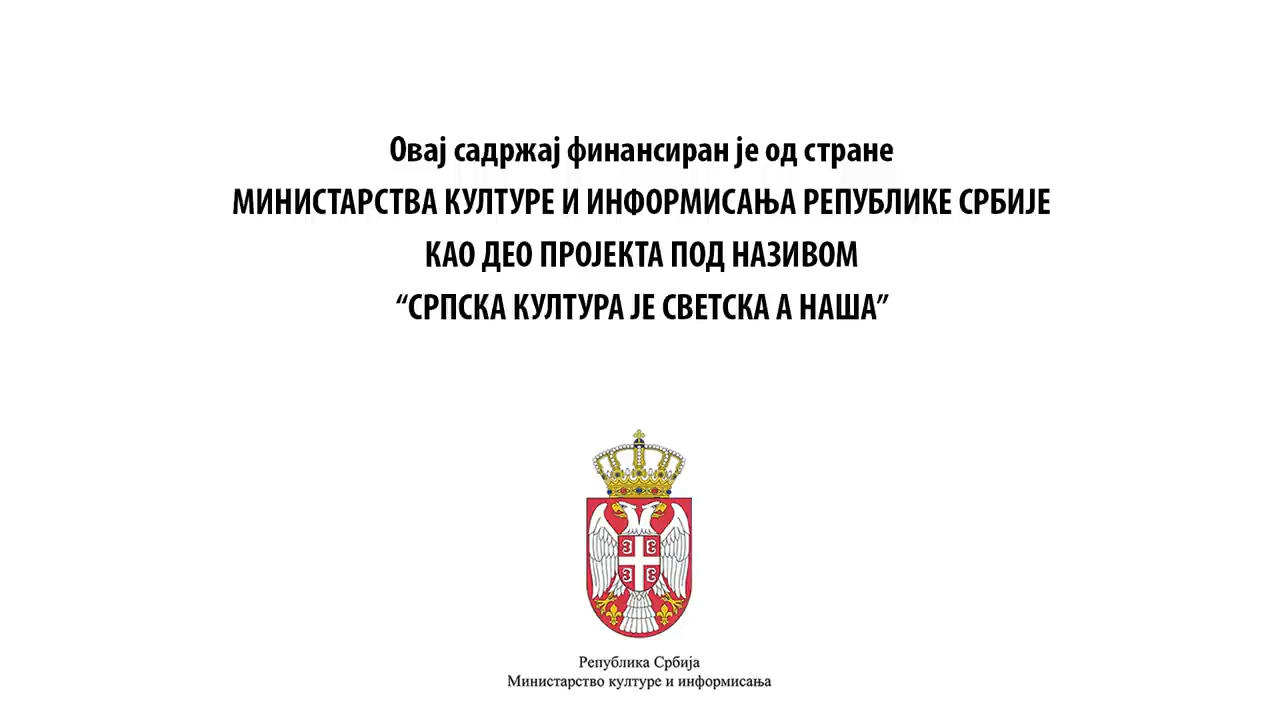 Овај садржај финансиран је од стране
МИНИСТАРСТВА КУЛТУРЕ И ИНФОРМИСАЊА РЕПУБЛИКЕ СРБИЈЕ
КАО ДЕО ПРОЈЕКТА ПОД НАЗИВОМ
“СРПСКА КУЛТУРА ЈЕ СВЕТСКА А НАША”
Република Србија
Министарство културе и информисања